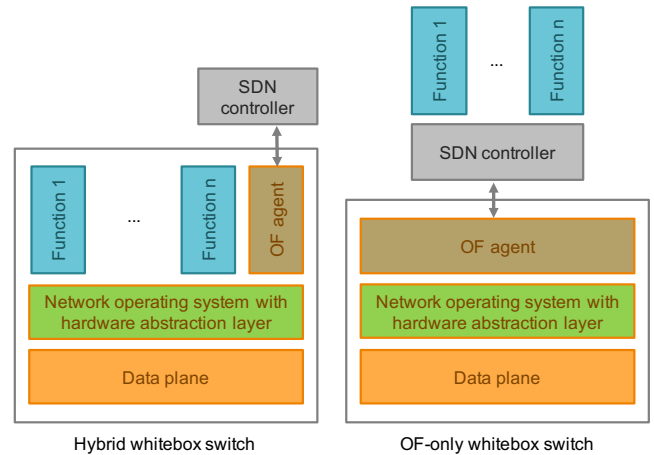 SDN
controller
Function 1
...
Function n
OF agent
Network operating system with
hardware abstraction layer
Data plane
Hybrid whitebox switch
Function 1
...
Function n
SDN controller
OF agent
Network operating system with
hardware abstraction layer
Data plane
OF-only whitebox switch